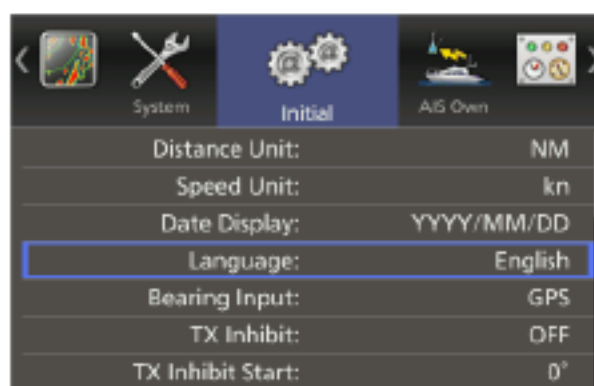 System Initial AIS Own
Distance Unit: NM
Speed Unit: kn
Date Display: YYYY/MM/DD
Language: English
Bearing Input: GPS
TX Inhibit: OFF
TX Inhibit Start: 0°